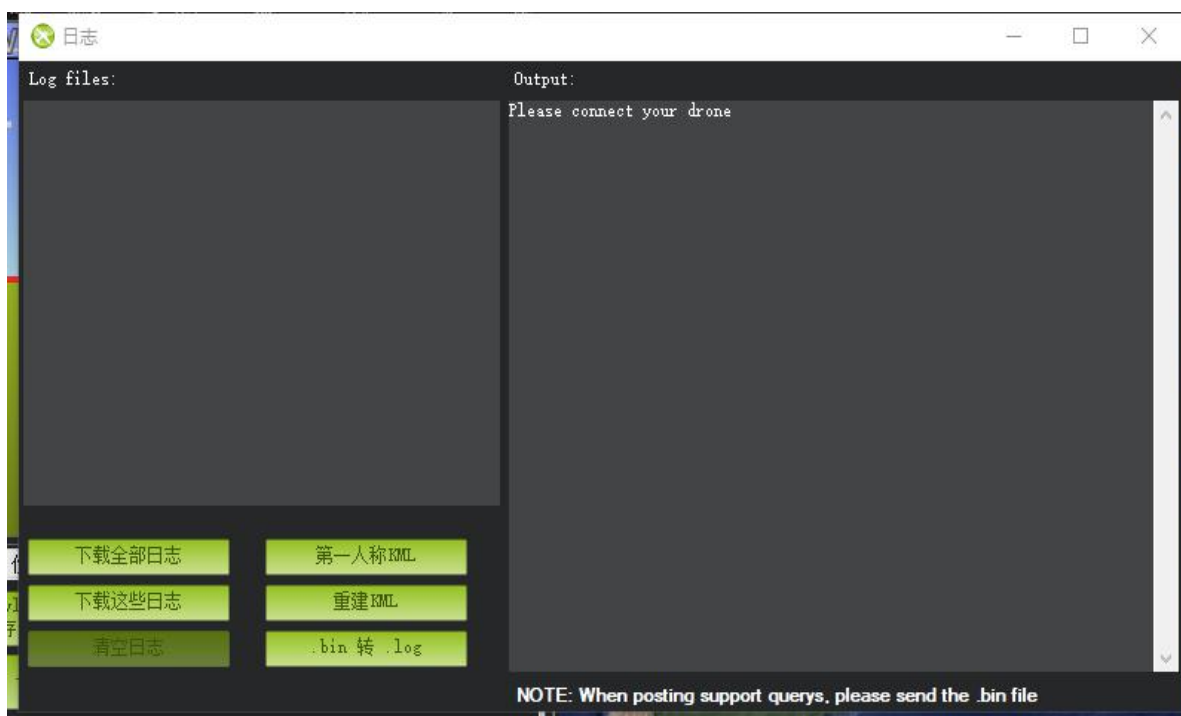 日志
Log files:
Output:
Please connect your drone
下载全部日志
第一人称KML
下载这些日志
重建KML
清空日志
.bin 转 .log
NOTE: When posting support querys, please send the .bin file